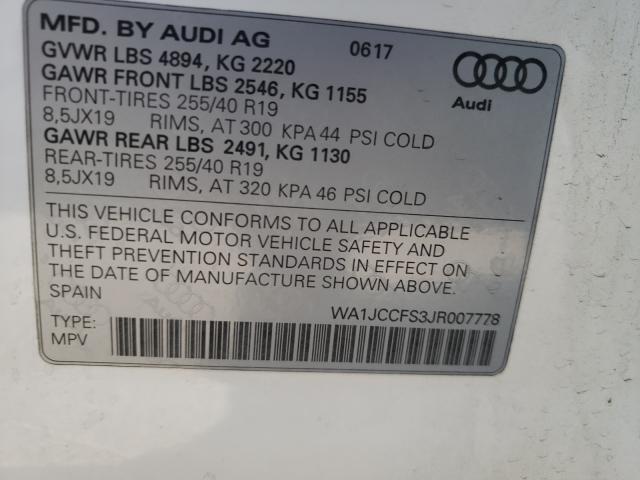 MFD. BY AUDI AG 0617
GVWR LBS 4894, KG 2220
GAWR FRONT LBS 2546, KG 1155
FRONT-TIRES 255/40 R19
8,5JX19 RIMS, AT 300 KPA 44 PSI COLD
GAWR REAR LBS 2491, KG 1130
REAR-TIRES 255/40 R19
8,5JX19 RIMS, AT 320 KPA 46 PSI COLD
Audi
THIS VEHICLE CONFORMS TO ALL APPLICABLE
U.S. FEDERAL MOTOR VEHICLE SAFETY AND
THEFT PREVENTION STANDARDS IN EFFECT ON
THE DATE OF MANUFACTURE SHOWN ABOVE.
SPAIN
WA1JCCFS3JR007778
TYPE:
MPV